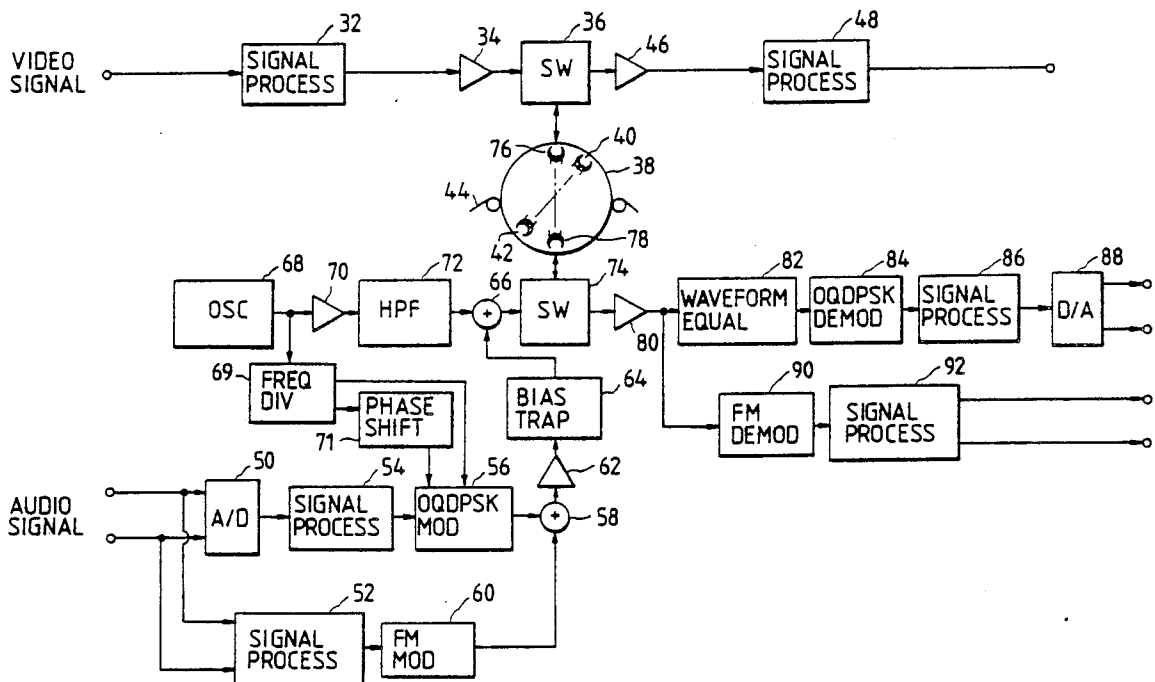 32
34
36
46
48
VIDEO
SIGNAL
SIGNAL
PROCESS
SW
SIGNAL
PROCESS
76
40
38
44
42
78
68
70
72
66
74
82
84
86
88
OSC
HPF
+
SW
80
WAVEFORM
EQUAL
OQDPSK
DEMOD
SIGNAL
PROCESS
D/A
69
FREQ
DIV
PHASE
SHIFT
71
BIAS
TRAP
64
90
FM
DEMOD
92
SIGNAL
PROCESS
50
54
56
62
AUDIO
SIGNAL
A/D
SIGNAL
PROCESS
OQDPSK
MOD
+
58
52
SIGNAL
PROCESS
60
FM
MOD